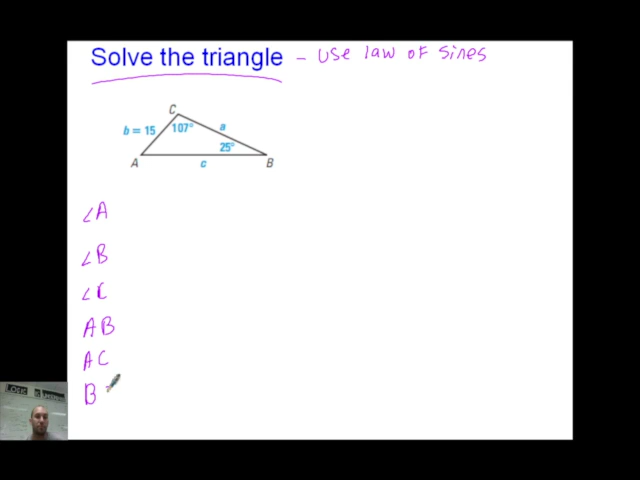 Solve the triangle - use law of sines
C
b = 15 107° a
25°
A c B
∠A
∠B
∠C
AB
AC
B